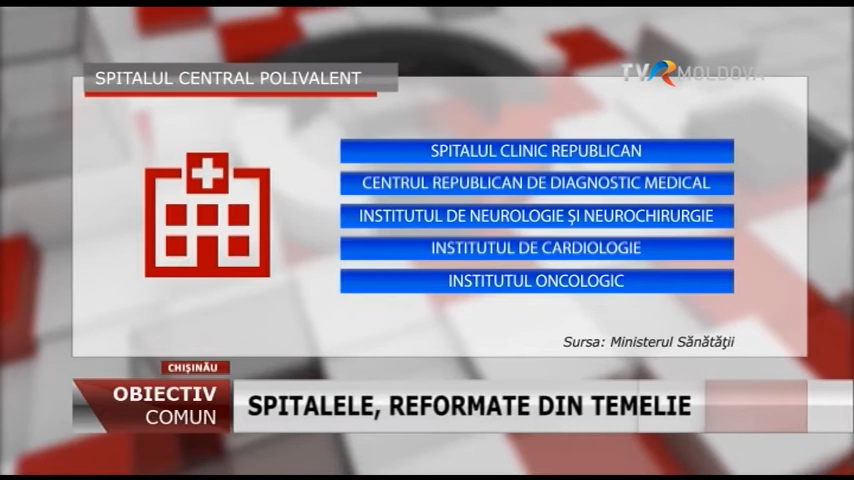 SPITALUL CENTRAL POLIVALENT
TVR MOLDOVA
SPITALUL CLINIC REPUBLICAN
CENTRUL REPUBLICAN DE DIAGNOSTIC MEDICAL
INSTITUTUL DE NEUROLOGIE ȘI NEUROCHIRURGIE
INSTITUTUL DE CARDIOLOGIE
INSTITUTUL ONCOLOGIC
Sursa: Ministerul Sănătăţii
CHIȘINĂU
OBIECTIV
COMUN
SPITALELE, REFORMATE DIN TEMELIE